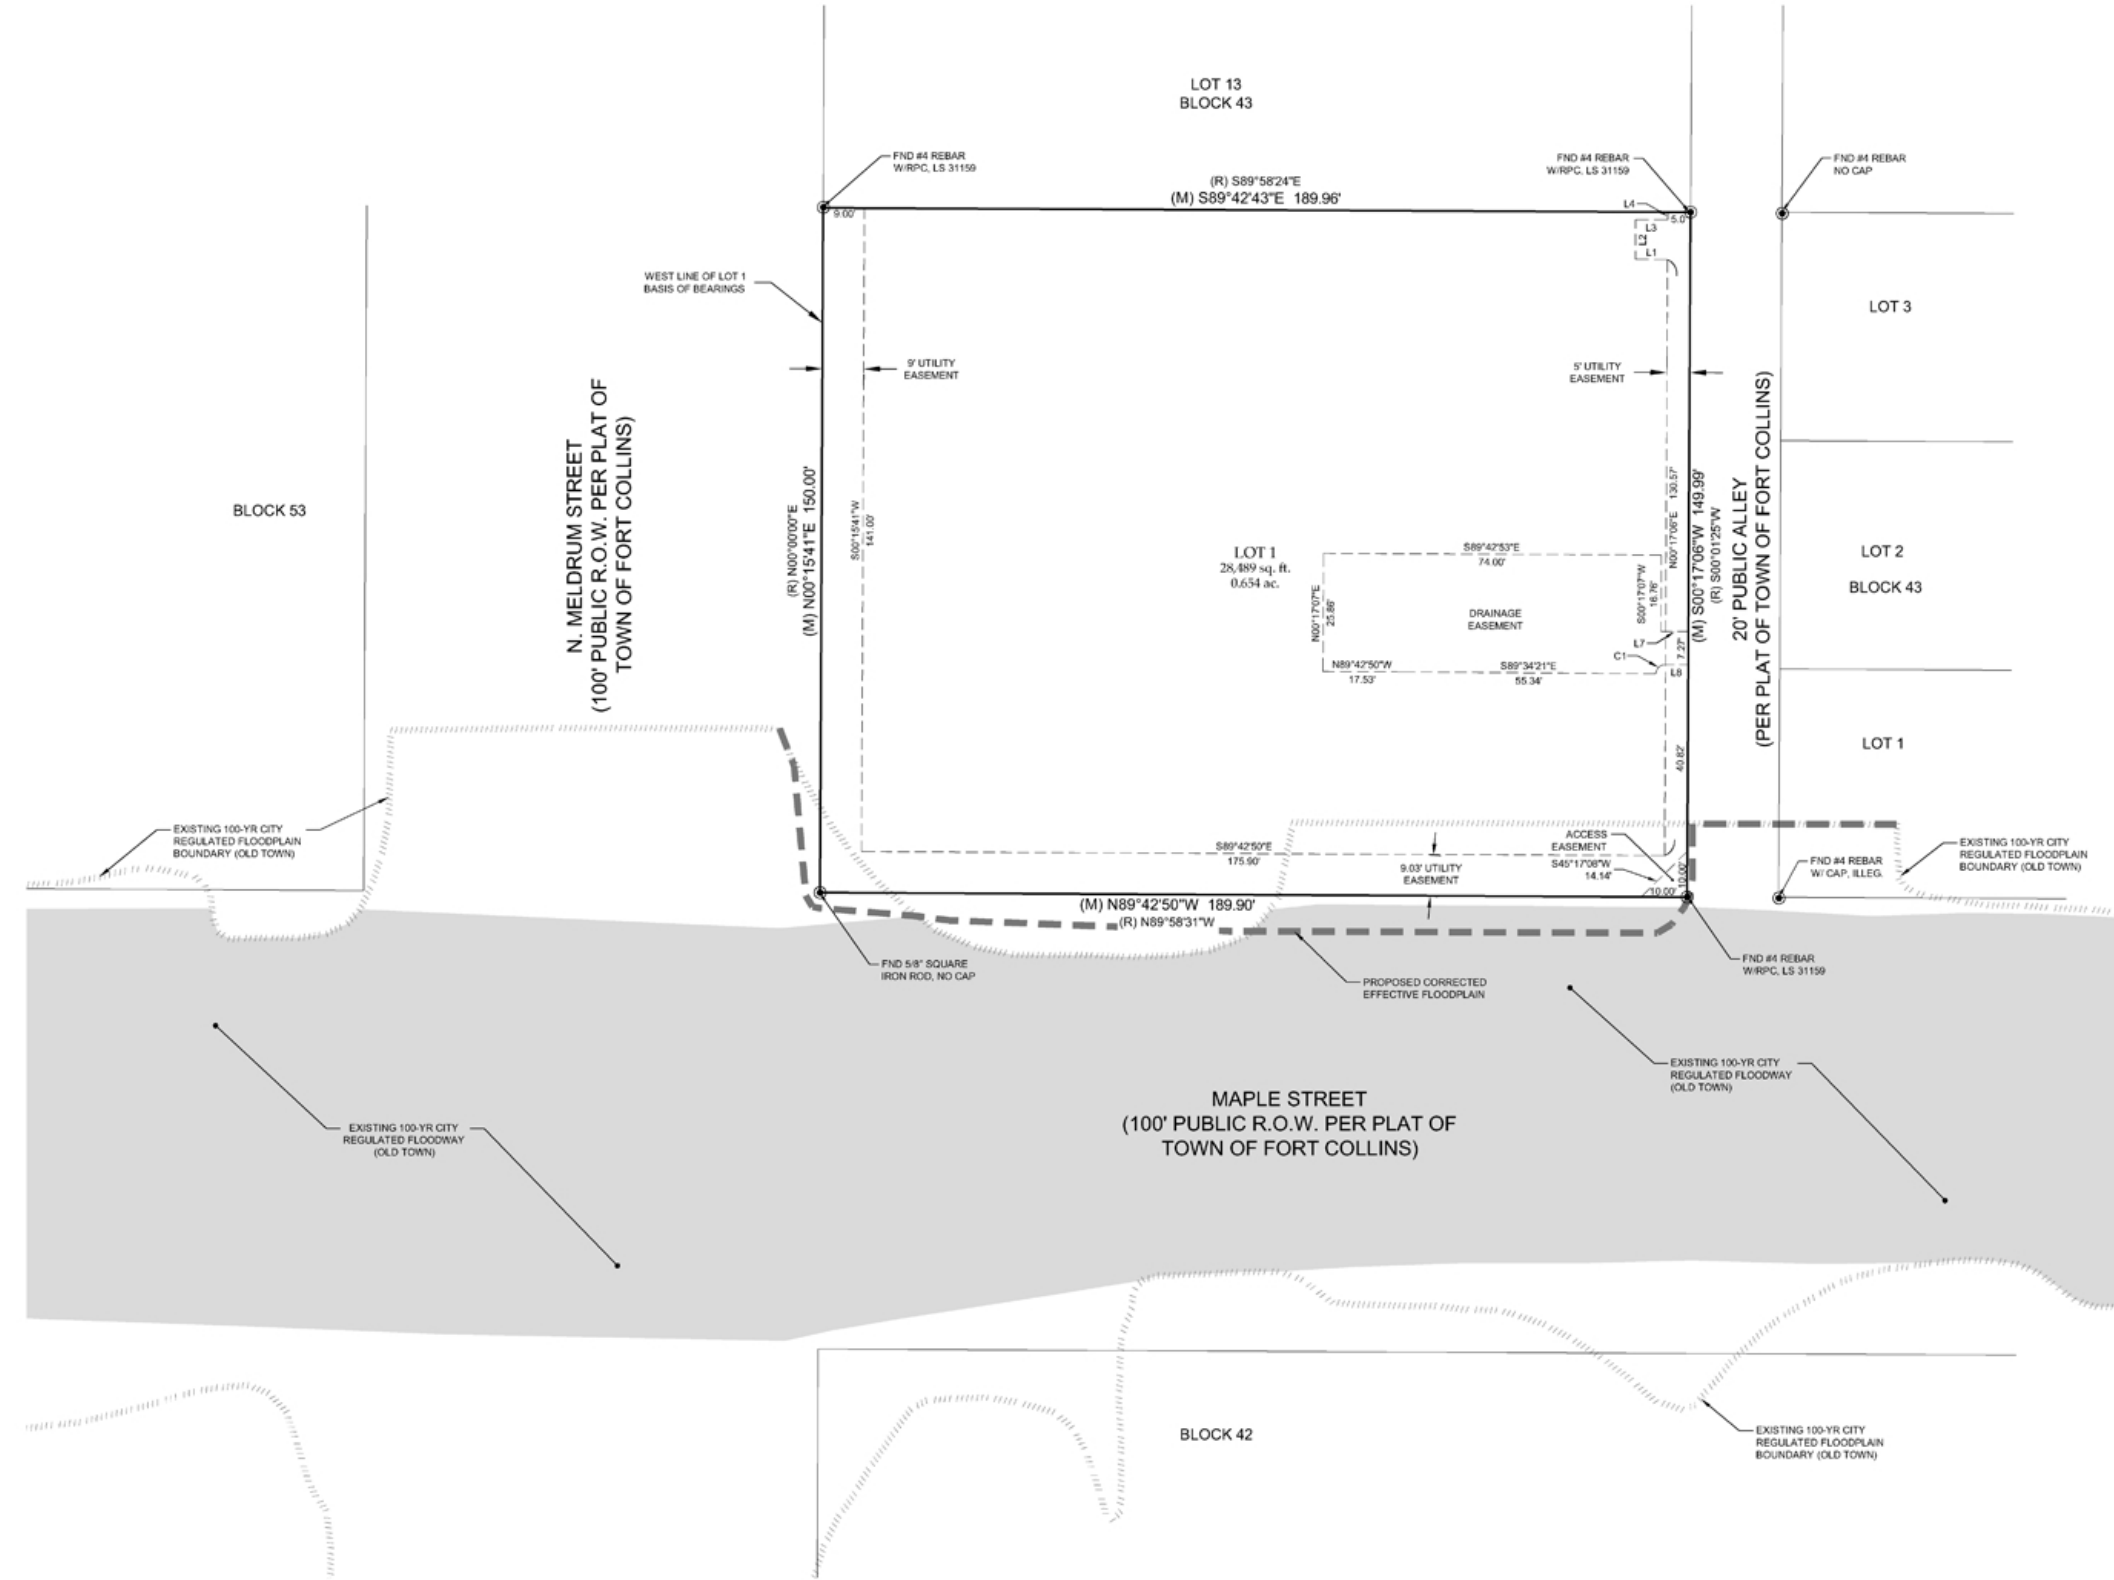 LOT 13
BLOCK 43
FND #4 REBAR
W/RPC, LS 31159
FND #4 REBAR
W/RPC, LS 31159
FND #4 REBAR
NO CAP
(R) S89°58'24"E
(M) S89°42'43"E 189.96'
9.00'
L4
5.0'
L3
L2
L1
WEST LINE OF LOT 1
BASIS OF BEARINGS
LOT 3
9' UTILITY
EASEMENT
5' UTILITY
EASEMENT
N. MELDRUM STREET
(100' PUBLIC R.O.W. PER PLAT OF
TOWN OF FORT COLLINS)
BLOCK 53
(R) N00°00'00"E
(M) N00°15'41"E 150.00'
S00°15'41"W
141.00'
LOT 1
28,489 sq. ft.
0.654 ac.
S89°42'53"E
74.00'
N00°17'07"E
25.86'
DRAINAGE
EASEMENT
S00°17'07"W
16.76'
N00°17'06"E 130.57'
(M) S00°17'06"W 149.99'
(R) S00°01'25"W
20' PUBLIC ALLEY
(PER PLAT OF TOWN OF FORT COLLINS)
LOT 2
BLOCK 43
L7
7.27'
C1
L8
N89°42'50"W
17.53'
S89°34'21"E
55.34'
40.82'
LOT 1
EXISTING 100-YR CITY
REGULATED FLOODPLAIN
BOUNDARY (OLD TOWN)
S89°42'50"E
175.90'
9.03' UTILITY
EASEMENT
ACCESS
EASEMENT
S45°17'08"W
14.14'
10.00'
10.00'
EXISTING 100-YR CITY
REGULATED FLOODPLAIN
BOUNDARY (OLD TOWN)
FND #4 REBAR
W/ CAP, ILLEG.
(M) N89°42'50"W 189.90'
(R) N89°58'31"W
FND 5/8" SQUARE
IRON ROD, NO CAP
PROPOSED CORRECTED
EFFECTIVE FLOODPLAIN
FND #4 REBAR
W/RPC, LS 31159
EXISTING 100-YR CITY
REGULATED FLOODWAY
(OLD TOWN)
MAPLE STREET
(100' PUBLIC R.O.W. PER PLAT OF
TOWN OF FORT COLLINS)
EXISTING 100-YR CITY
REGULATED FLOODWAY
(OLD TOWN)
BLOCK 42
EXISTING 100-YR CITY
REGULATED FLOODPLAIN
BOUNDARY (OLD TOWN)